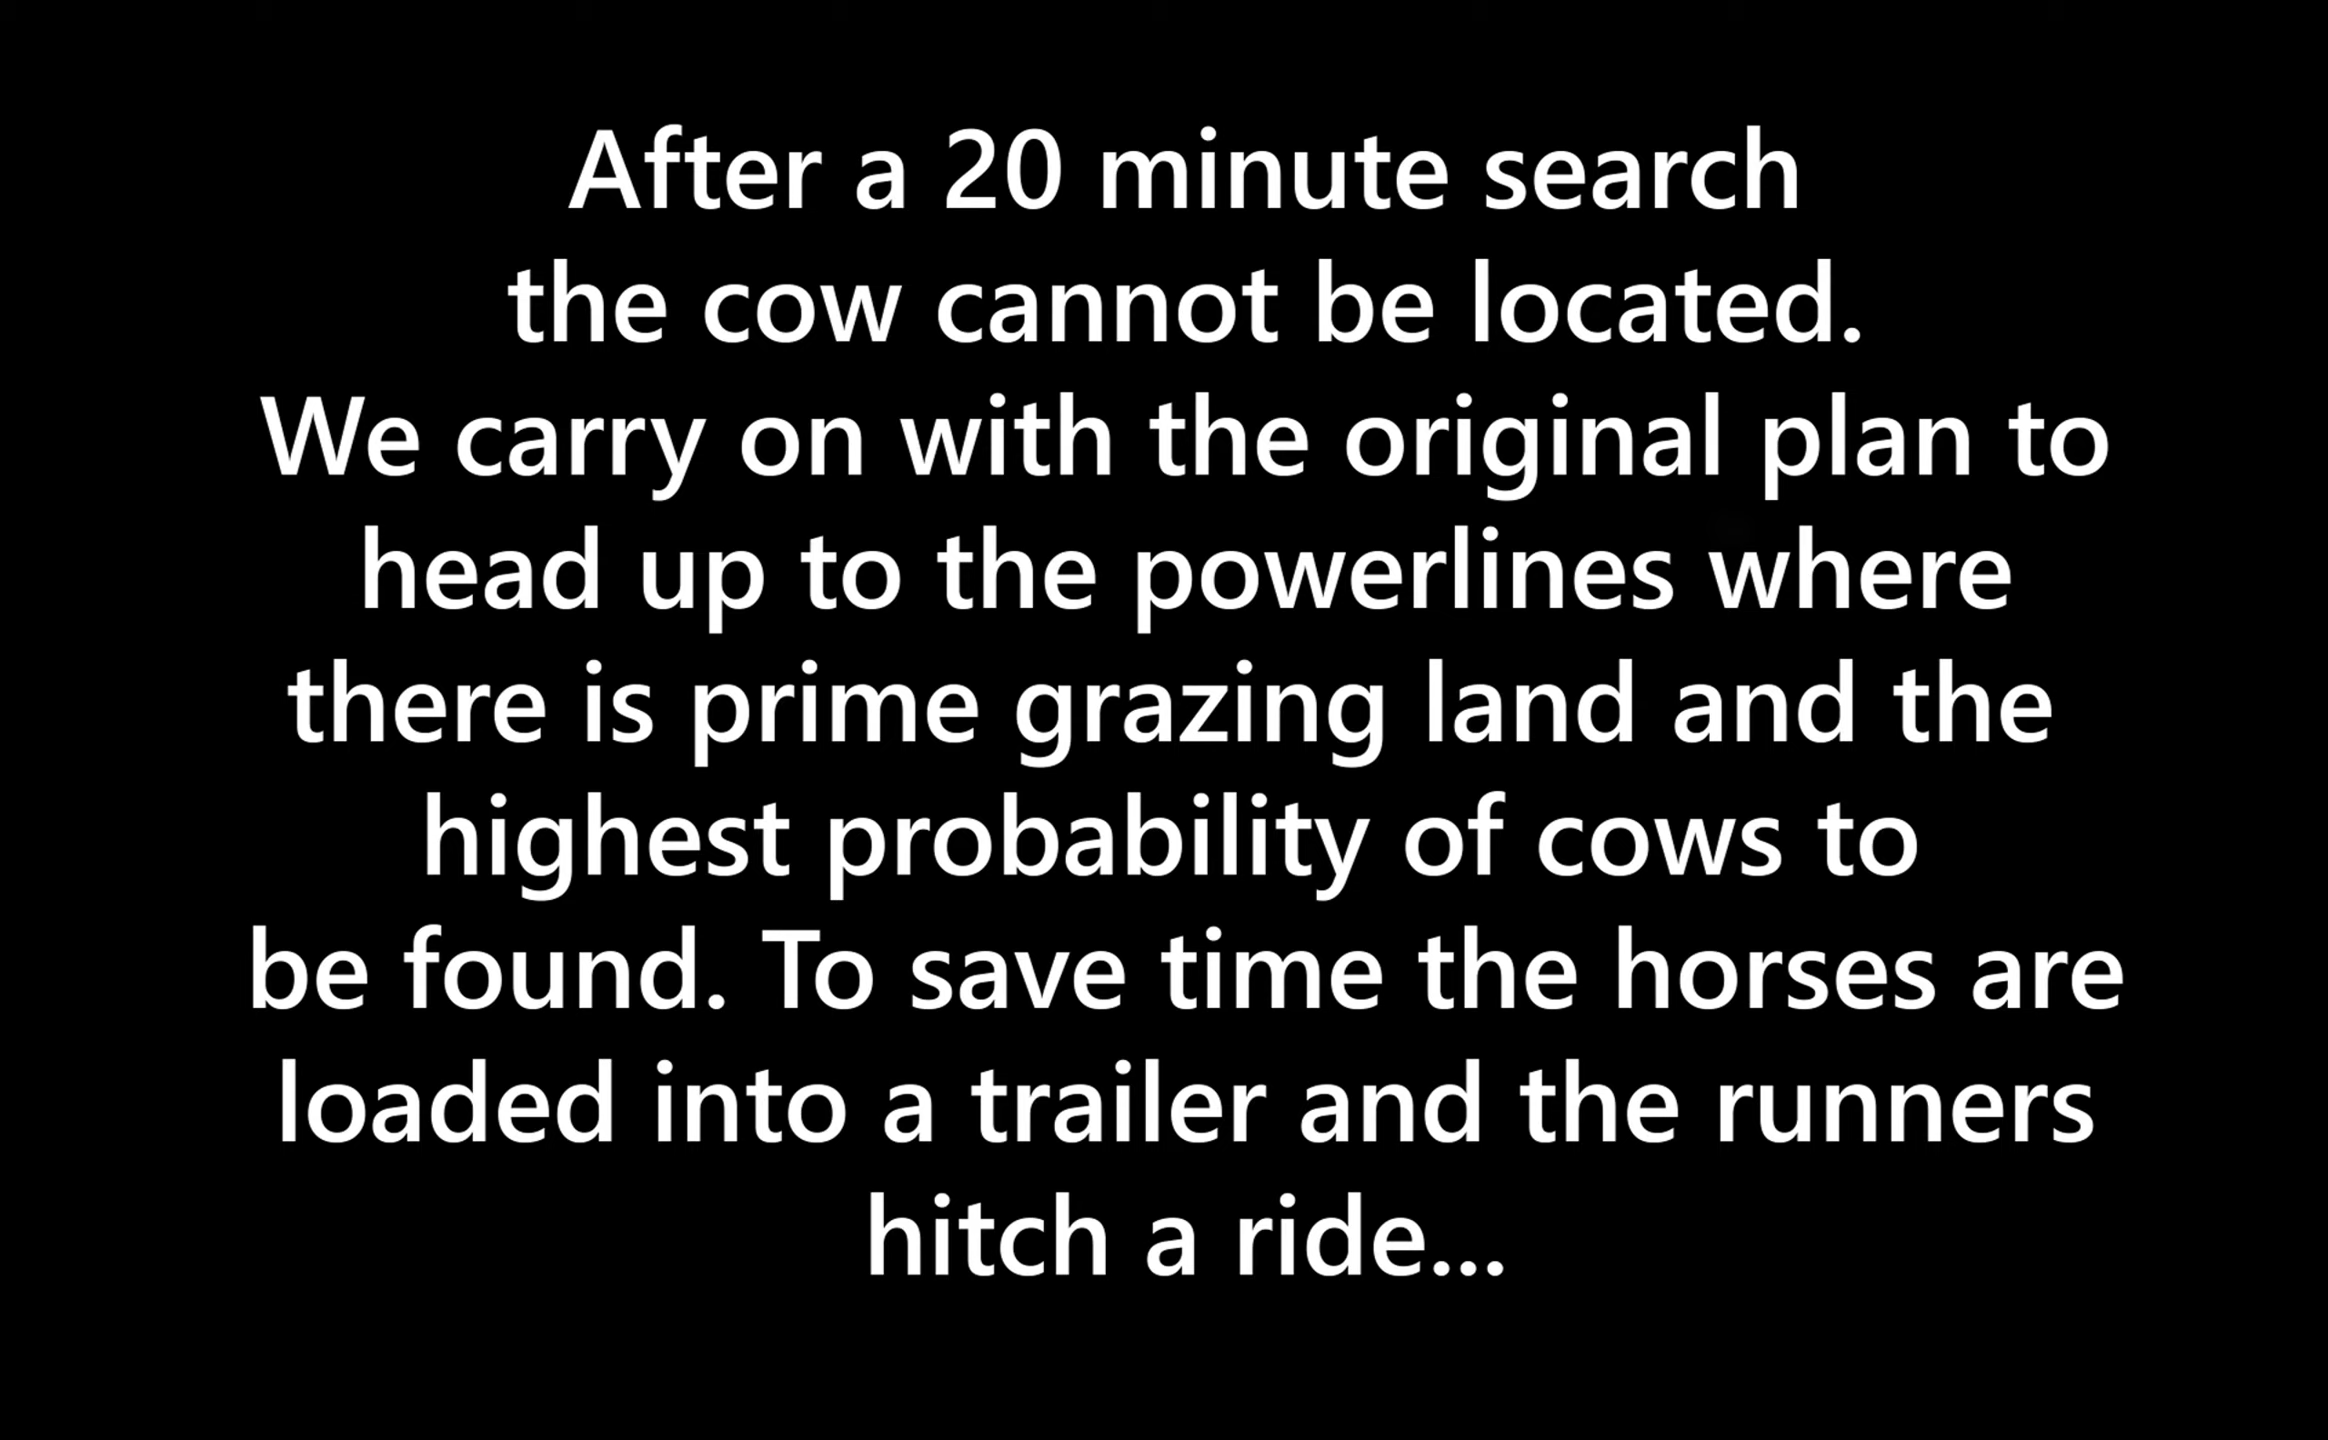 After a 20 minute search
the cow cannot be located.
We carry on with the original plan to
head up to the powerlines where
there is prime grazing land and the
highest probability of cows to
be found. To save time the horses are
loaded into a trailer and the runners
hitch a ride...